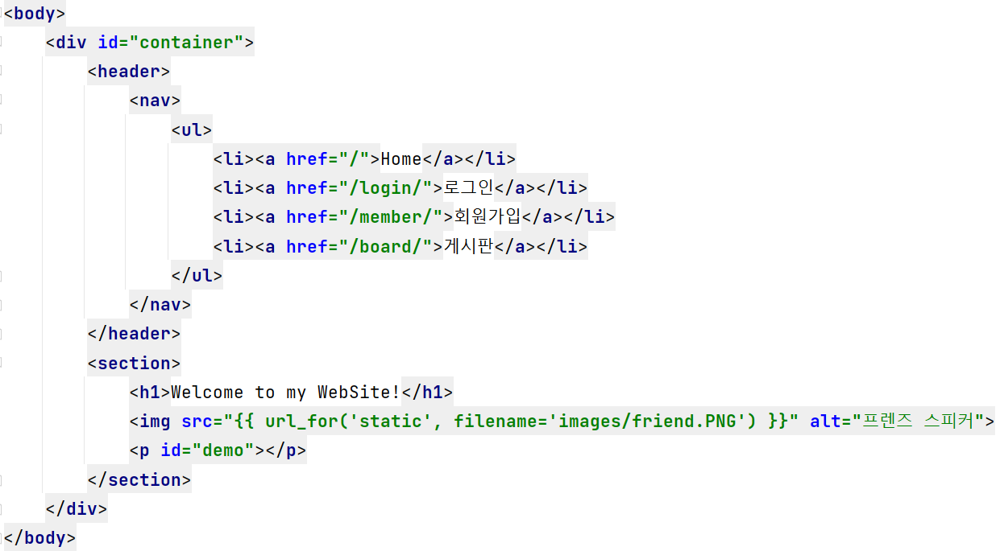 <body>
<div id="container">
<header>
<nav>
<ul>
<li><a href="/">Home</a></li>
<li><a href="/login/">로그인</a></li>
<li><a href="/member/">회원가입</a></li>
<li><a href="/board/">게시판</a></li>
</ul>
</nav>
</header>
<section>
<h1>Welcome to my WebSite!</h1>
<img src="{{ url_for('static', filename='images/friend.PNG') }}" alt="프렌즈 스피커">
<p id="demo"></p>
</section>
</div>
</body>